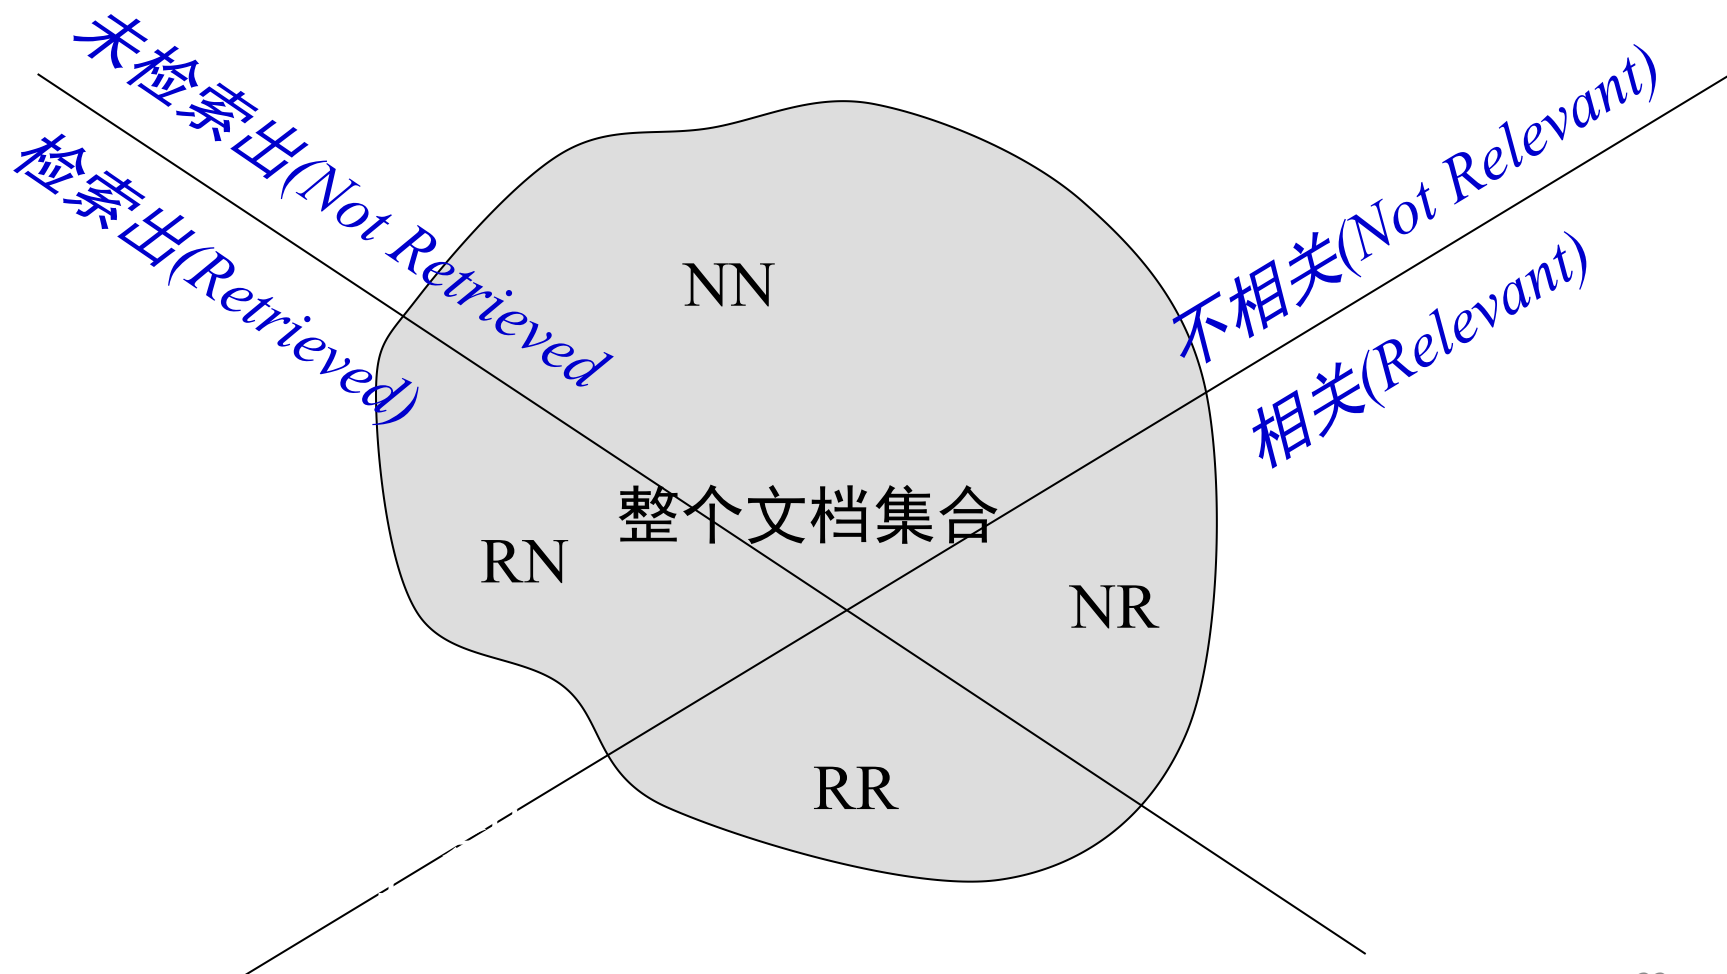 未检索出(Not Retrieved
检索出(Retrieved)
不相关(Not Relevant)
相关(Relevant)
NN
整个文档集合
RN
NR
RR